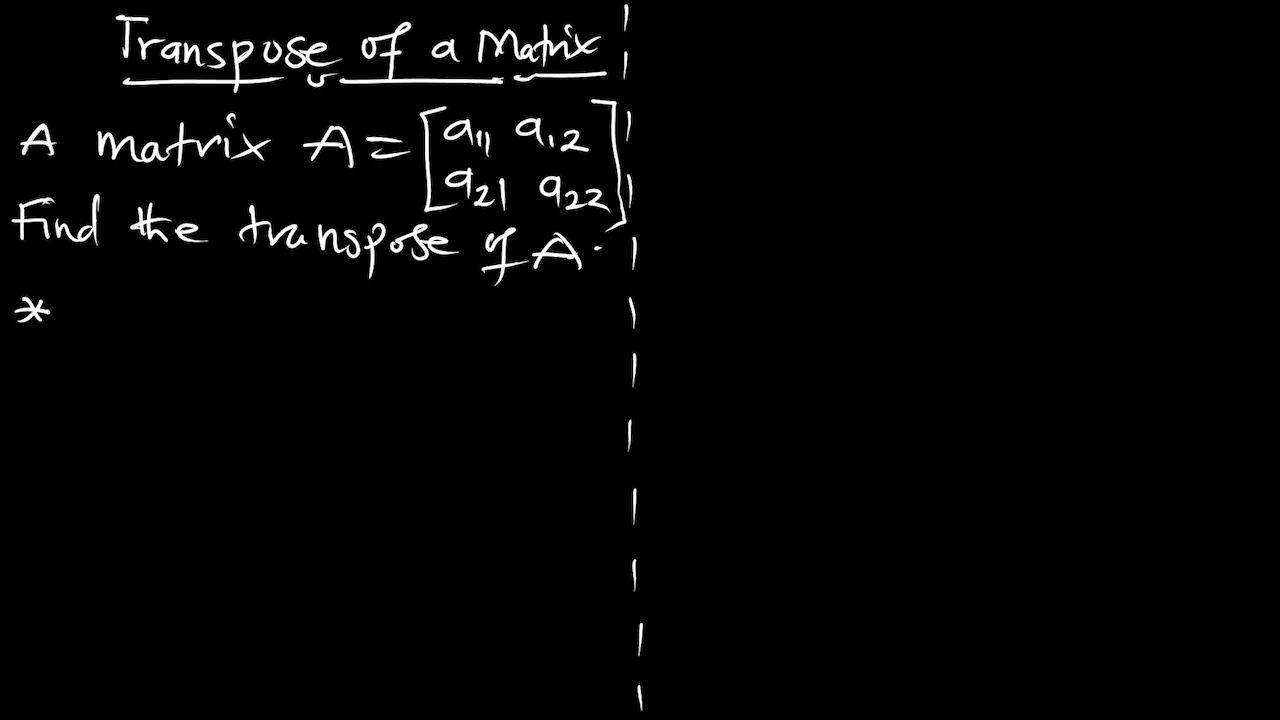 Transpose of a Matrix
A matrix A = [a11 a12
a21 a22]
Find the transpose of A.
*